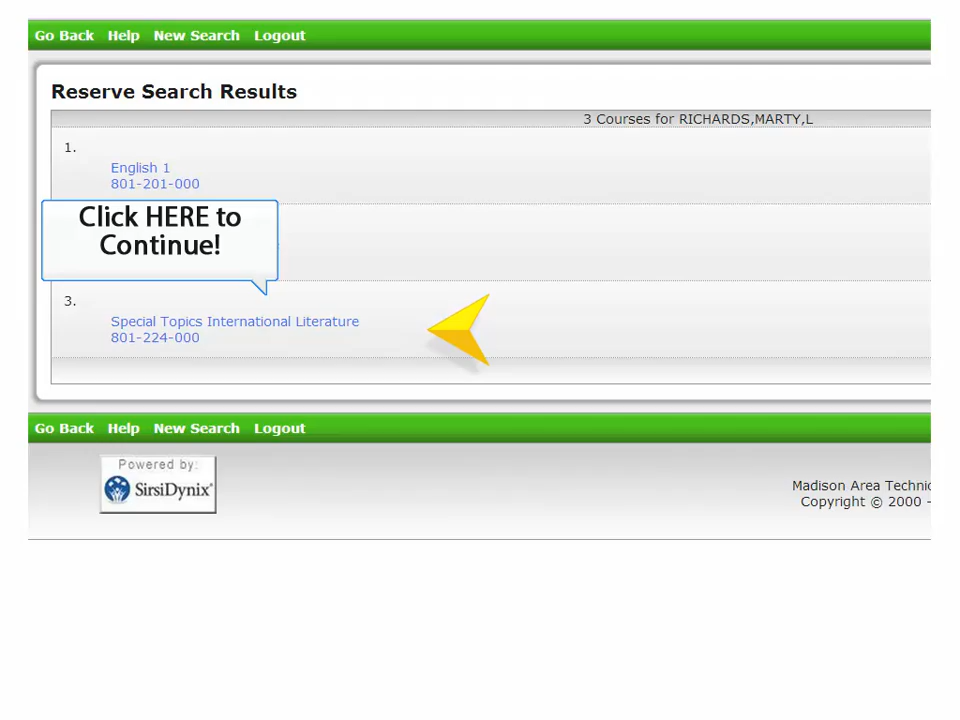 Go Back Help New Search Logout
Reserve Search Results
3 Courses for RICHARDS,MARTY,L
1.
English 1
801-201-000
Click HERE to
Continue!
3.
Special Topics International Literature
801-224-000
Go Back Help New Search Logout
Powered by:
SirsiDynix
Madison Area
Copyright © 2000 -